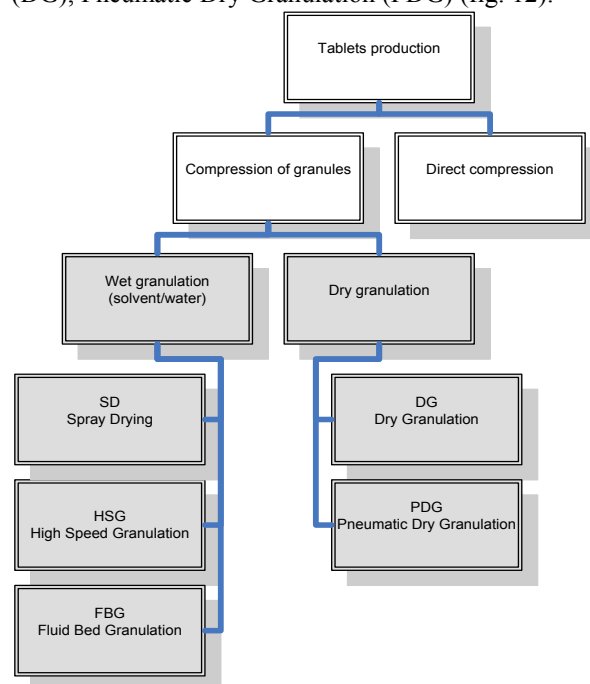 (DG), Pneumatic Dry Granulation (PDG) (fig. 12).
Tablets production
Compression of granules
Direct compression
Wet granulation
(solvent/water)
Dry granulation
SD
Spray Drying
DG
Dry Granulation
HSG
High Speed Granulation
PDG
Pneumatic Dry Granulation
FBG
Fluid Bed Granulation